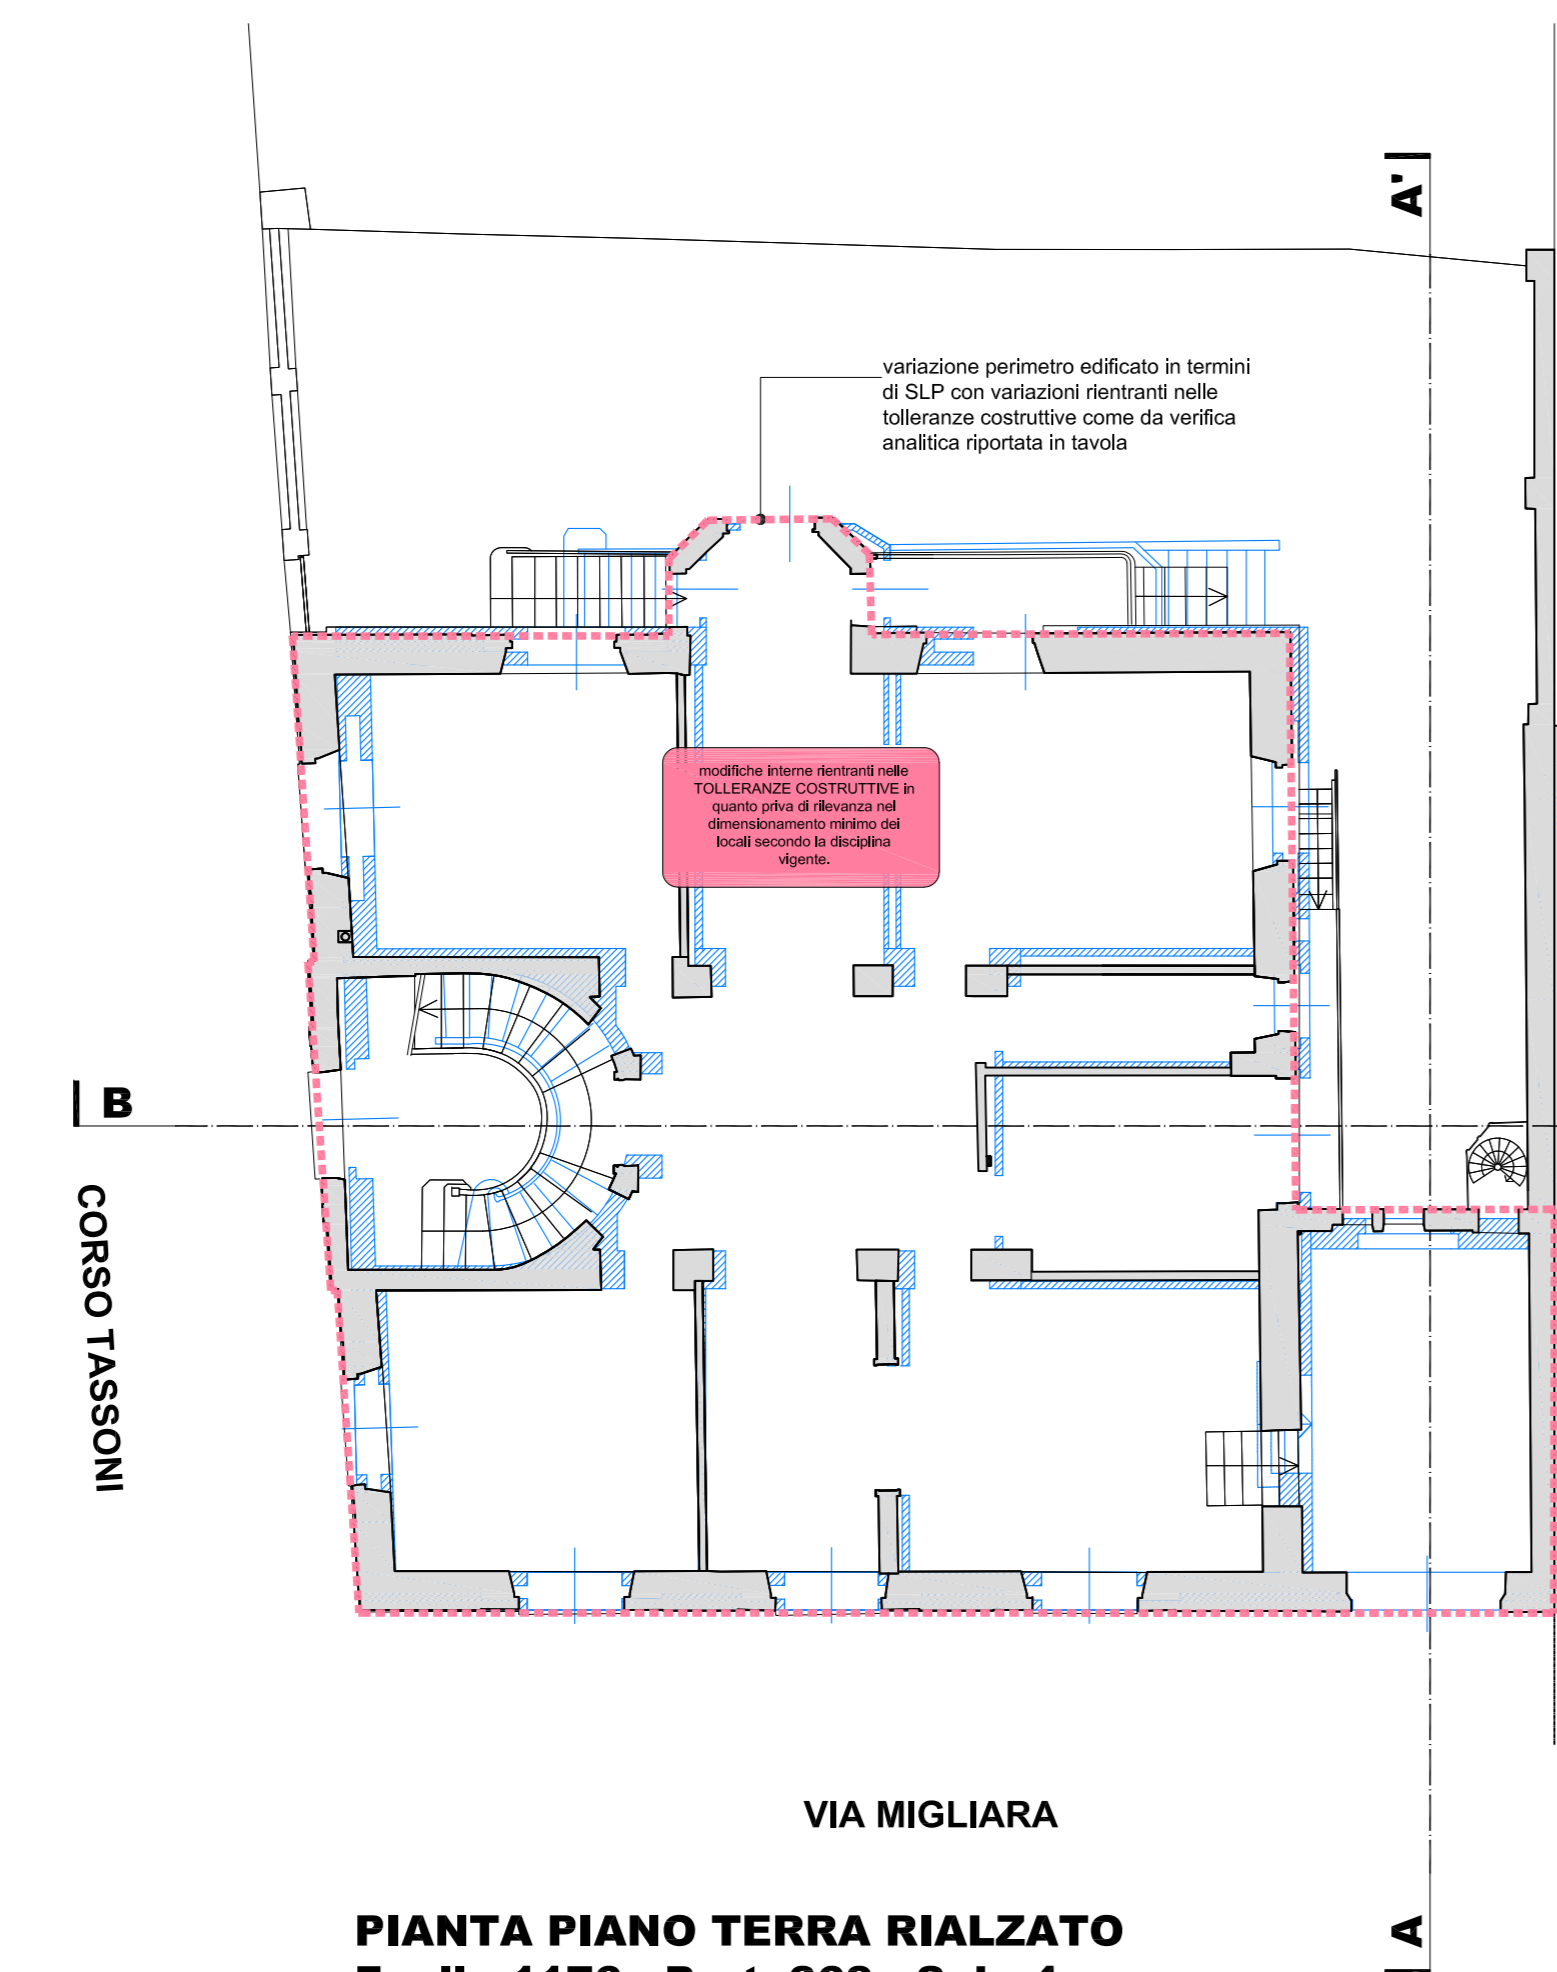 A'
variazione perimetro edificato in termini
di SLP con variazioni rientranti nelle
tolleranze costruttive come da verifica
analitica riportata in tavola
modifiche interne rientranti nelle
TOLLERANZE COSTRUTTIVE in
quanto priva di rilevanza nel
dimensionamento minimo dei
locali secondo la disciplina
vigente.
B
CORSO TASSONI
VIA MIGLIARA
PIANTA PIANO TERRA RIALZATO
A